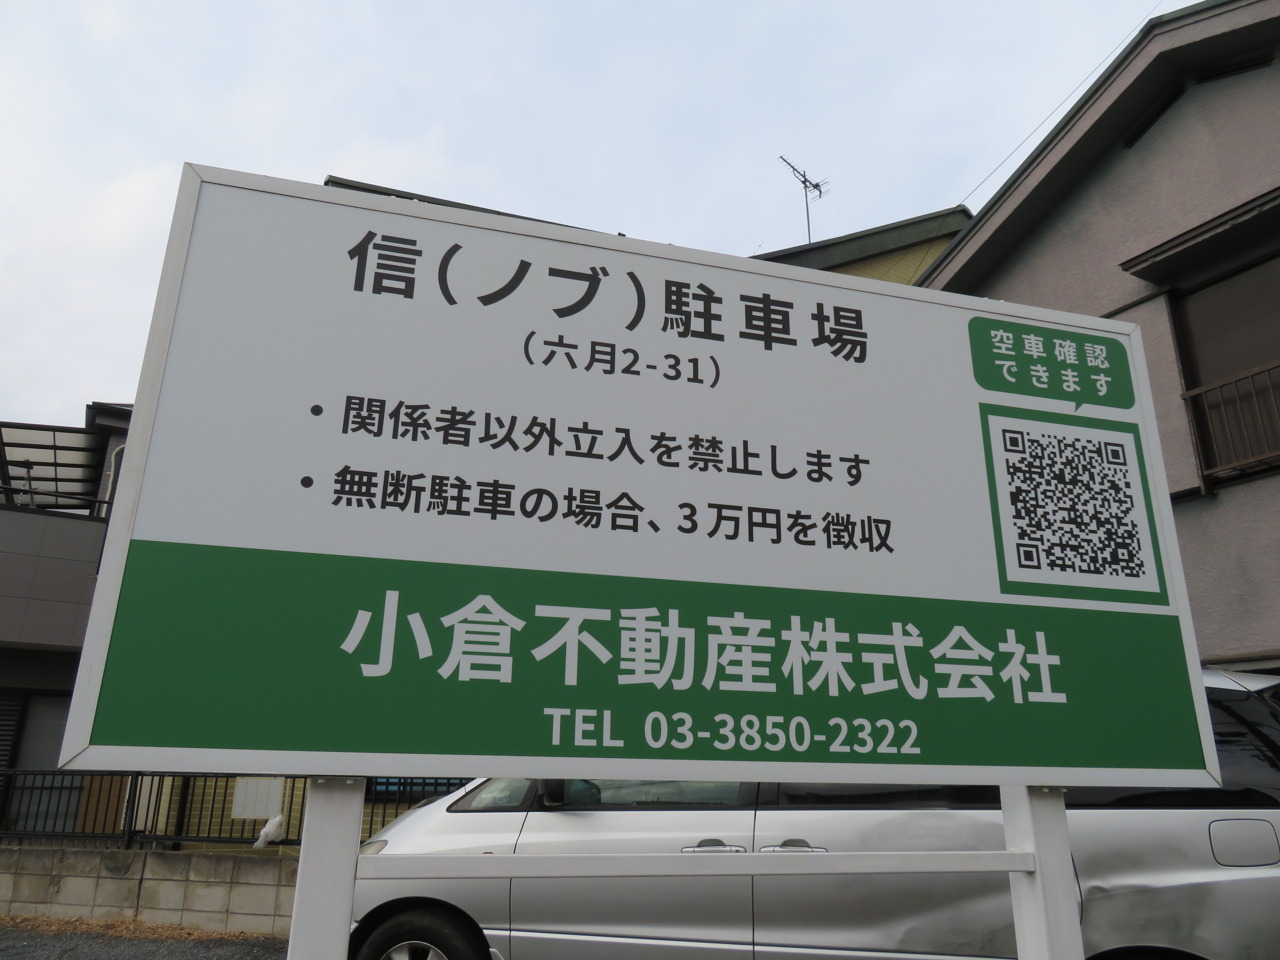 信(ノブ)駐車場
(六月2-31)
・関係者以外立入を禁止します
・無断駐車の場合、3万円を徴収
空車確認
できます
小倉不動産株式会社
TEL 03-3850-2322